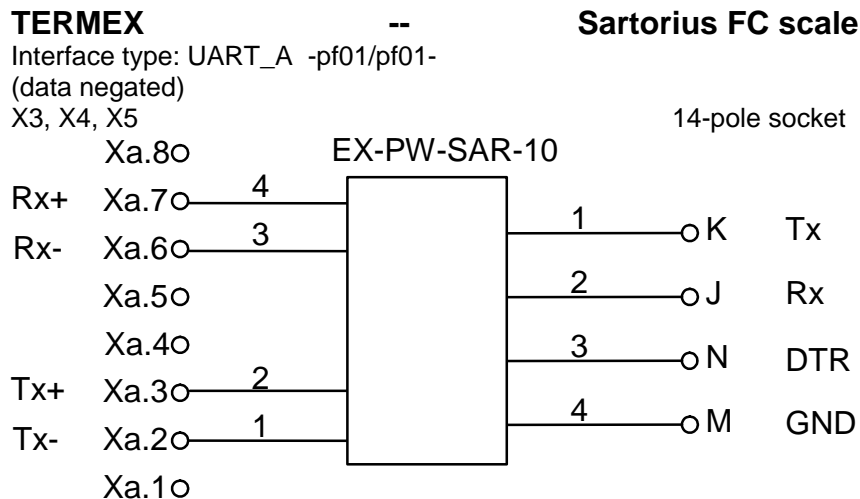 TERMEX -- Sartorius FC scale
Interface type: UART_A -pf01/pf01-
(data negated)
X3, X4, X5 14-pole socket
Xa.8 EX-PW-SAR-10
Rx+ Xa.7 4
1 K Tx
Rx- Xa.6 3
Xa.5 2 J Rx
Xa.4 3 N DTR
Tx+ Xa.3 2
4 M GND
Tx- Xa.2 1
Xa.1